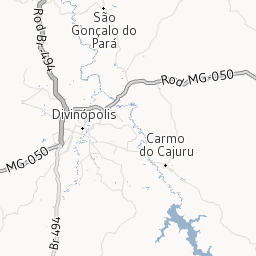 São
Gonçalo do
Pará
Rod Br-494
Rod MG-050
Divinópolis
Carmo
do Cajuru
MG-050
Br-494